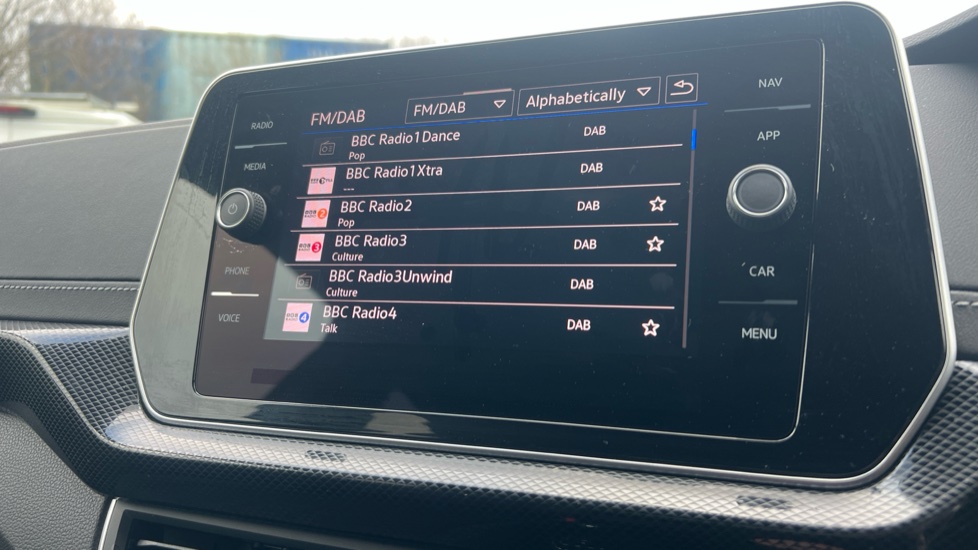 RADIO
MEDIA
PHONE
VOICE
FM/DAB FM/DAB Alphabetically
BBC Radio1Dance DAB
Pop
BBC Radio1Xtra DAB
---
BBC Radio2 DAB
Pop
BBC Radio3 DAB
Culture
BBC Radio3Unwind DAB
Culture
BBC Radio4 DAB
Talk
NAV
APP
CAR
MENU